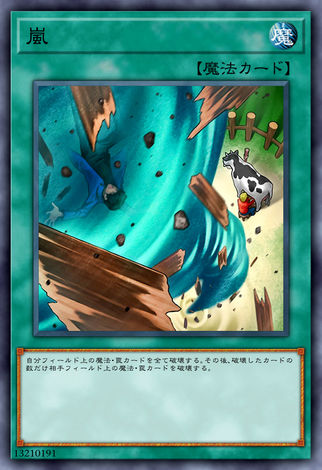 嵐
魔
【魔法カード】
自分フィールド上の魔法・罠カードを全て破壊する。その後、破壊したカードの
数だけ相手フィールド上の魔法・罠カードを破壊する。
13210191